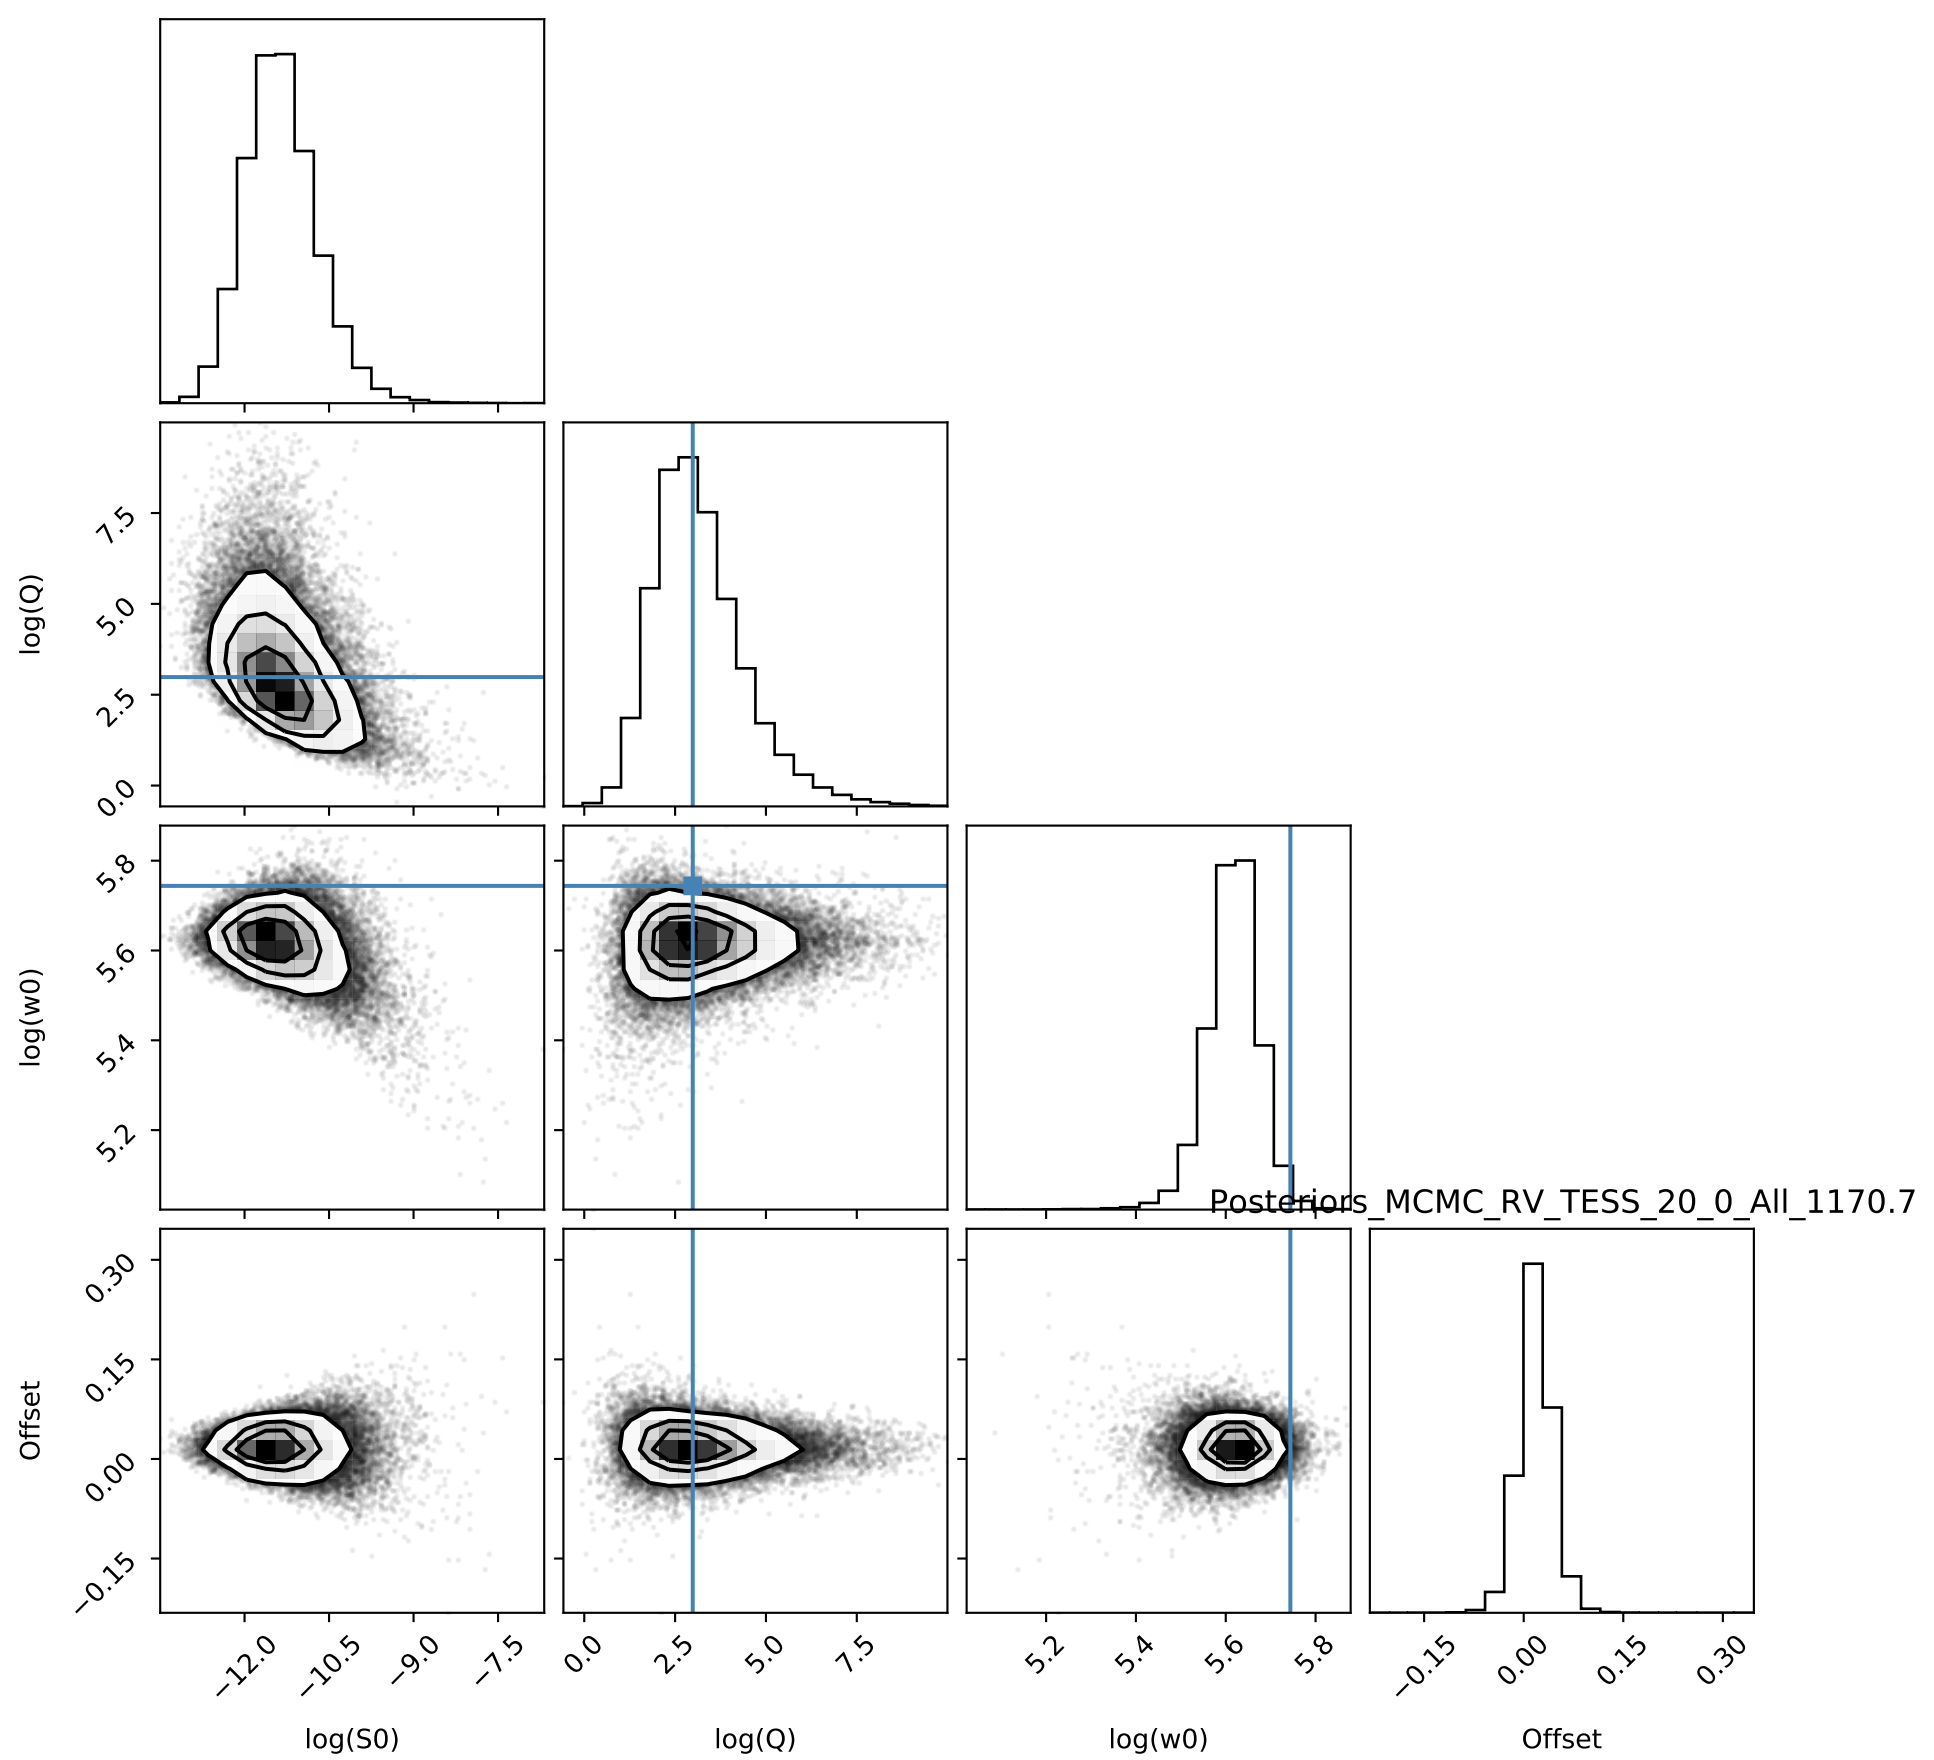 log(Q)
7.5
5.0
2.5
0.0
log(w0)
5.8
5.6
5.4
5.2
Posteriors_MCMC_RV_TESS_20_0_All_1170.7
Offset
0.30
0.15
0.00
−0.15
−12.0 −10.5 −9.0 −7.5 0.0 2.5 5.0 7.5 5.2 5.4 5.6 5.8 −0.15 0.00 0.15 0.30
log(S0) log(Q) log(w0) Offset